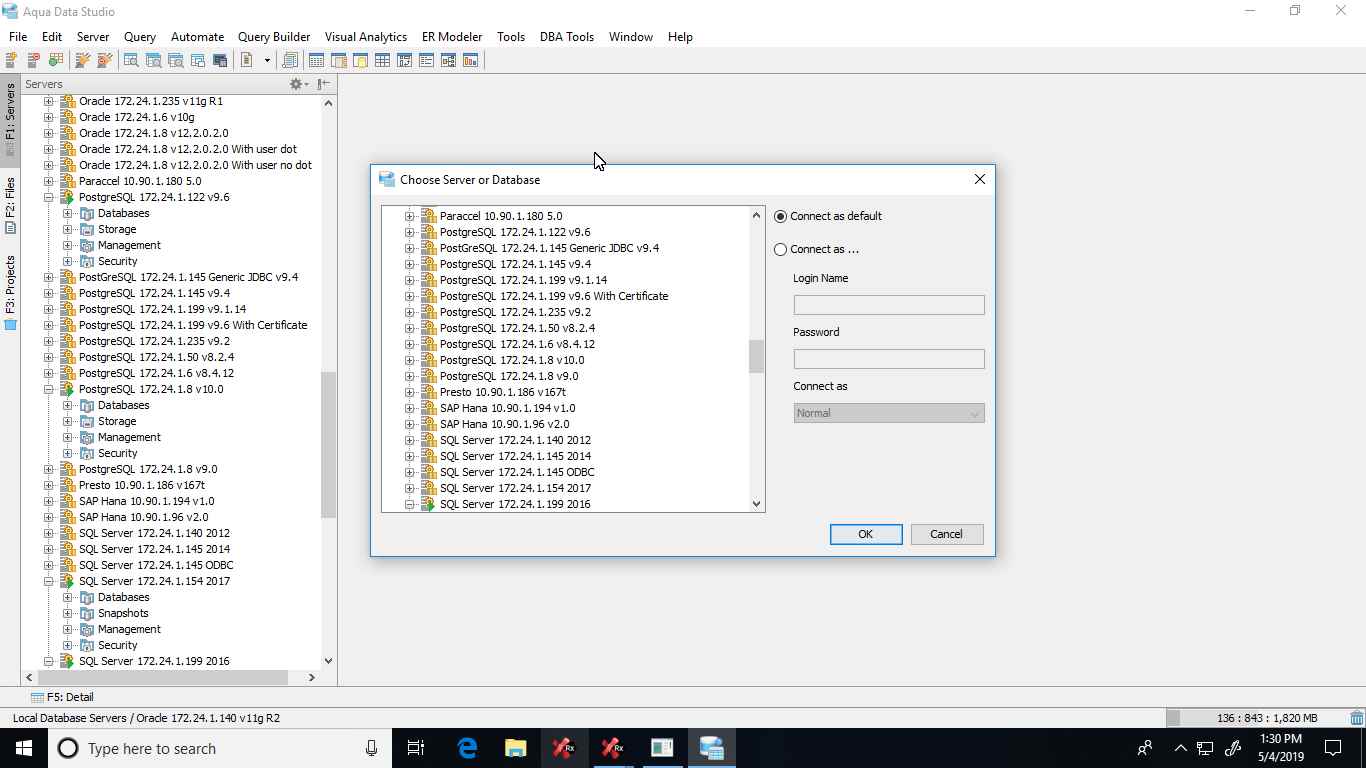 Aqua Data Studio
File Edit Server Query Automate Query Builder Visual Analytics ER Modeler Tools DBA Tools Window Help
F1: Servers
F2: Files
F3: Projects
Servers
Oracle 172.24.1.235 v11g R1
Oracle 172.24.1.6 v10g
Oracle 172.24.1.8 v12.2.0.2.0
Oracle 172.24.1.8 v12.2.0.2.0 With user dot
Oracle 172.24.1.8 v12.2.0.2.0 With user no dot
Paraccel 10.90.1.180 5.0
PostgreSQL 172.24.1.122 v9.6
Databases
Storage
Management
Security
PostGreSQL 172.24.1.145 Generic JDBC v9.4
PostgreSQL 172.24.1.145 v9.4
PostgreSQL 172.24.1.199 v9.1.14
PostgreSQL 172.24.1.199 v9.6 With Certificate
PostgreSQL 172.24.1.235 v9.2
PostgreSQL 172.24.1.50 v8.2.4
PostgreSQL 172.24.1.6 v8.4.12
PostgreSQL 172.24.1.8 v10.0
Databases
Storage
Management
Security
PostgreSQL 172.24.1.8 v9.0
Presto 10.90.1.186 v167t
SAP Hana 10.90.1.194 v1.0
SAP Hana 10.90.1.96 v2.0
SQL Server 172.24.1.140 2012
SQL Server 172.24.1.145 2014
SQL Server 172.24.1.145 ODBC
SQL Server 172.24.1.154 2017
Databases
Snapshots
Management
Security
SQL Server 172.24.1.199 2016
Choose Server or Database
Paraccel 10.90.1.180 5.0
PostgreSQL 172.24.1.122 v9.6
PostGreSQL 172.24.1.145 Generic JDBC v9.4
PostgreSQL 172.24.1.145 v9.4
PostgreSQL 172.24.1.199 v9.1.14
PostgreSQL 172.24.1.199 v9.6 With Certificate
PostgreSQL 172.24.1.235 v9.2
PostgreSQL 172.24.1.50 v8.2.4
PostgreSQL 172.24.1.6 v8.4.12
PostgreSQL 172.24.1.8 v10.0
PostgreSQL 172.24.1.8 v9.0
Presto 10.90.1.186 v167t
SAP Hana 10.90.1.194 v1.0
SAP Hana 10.90.1.96 v2.0
SQL Server 172.24.1.140 2012
SQL Server 172.24.1.145 2014
SQL Server 172.24.1.145 ODBC
SQL Server 172.24.1.154 2017
SQL Server 172.24.1.199 2016
Connect as default
Connect as ...
Login Name
Password
Connect as
Normal
OK Cancel
F5: Detail
Local Database Servers / Oracle 172.24.1.140 v11g R2
136 : 843 : 1,820 MB
Type here to search
Rx
Rx
1:30 PM
5/4/2019